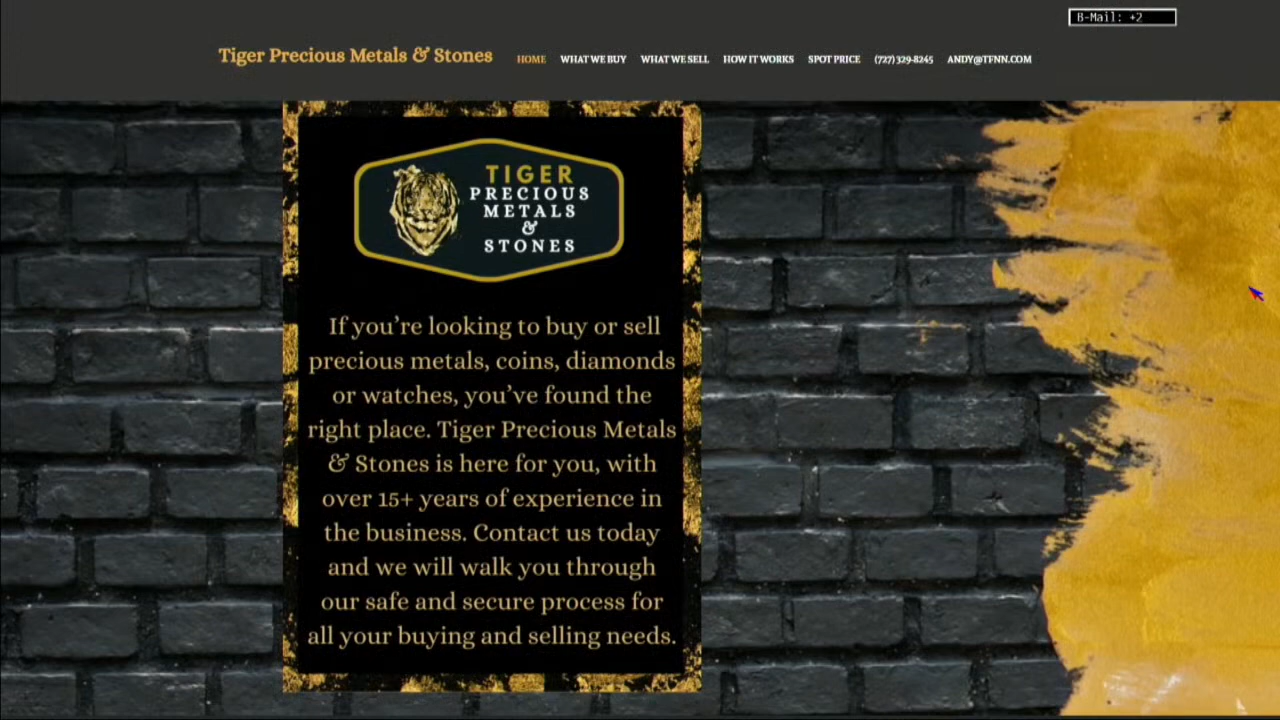 B-Mail: +2
Tiger Precious Metals & Stones HOME WHAT WE BUY WHAT WE SELL HOW IT WORKS SPOT PRICE (727) 329-8245 ANDY@TFNN.COM
TIGER
PRECIOUS
METALS
&
STONES
If you’re looking to buy or sell
precious metals, coins, diamonds
or watches, you’ve found the
right place. Tiger Precious Metals
& Stones is here for you, with
over 15+ years of experience in
the business. Contact us today
and we will walk you through
our safe and secure process for
all your buying and selling needs.